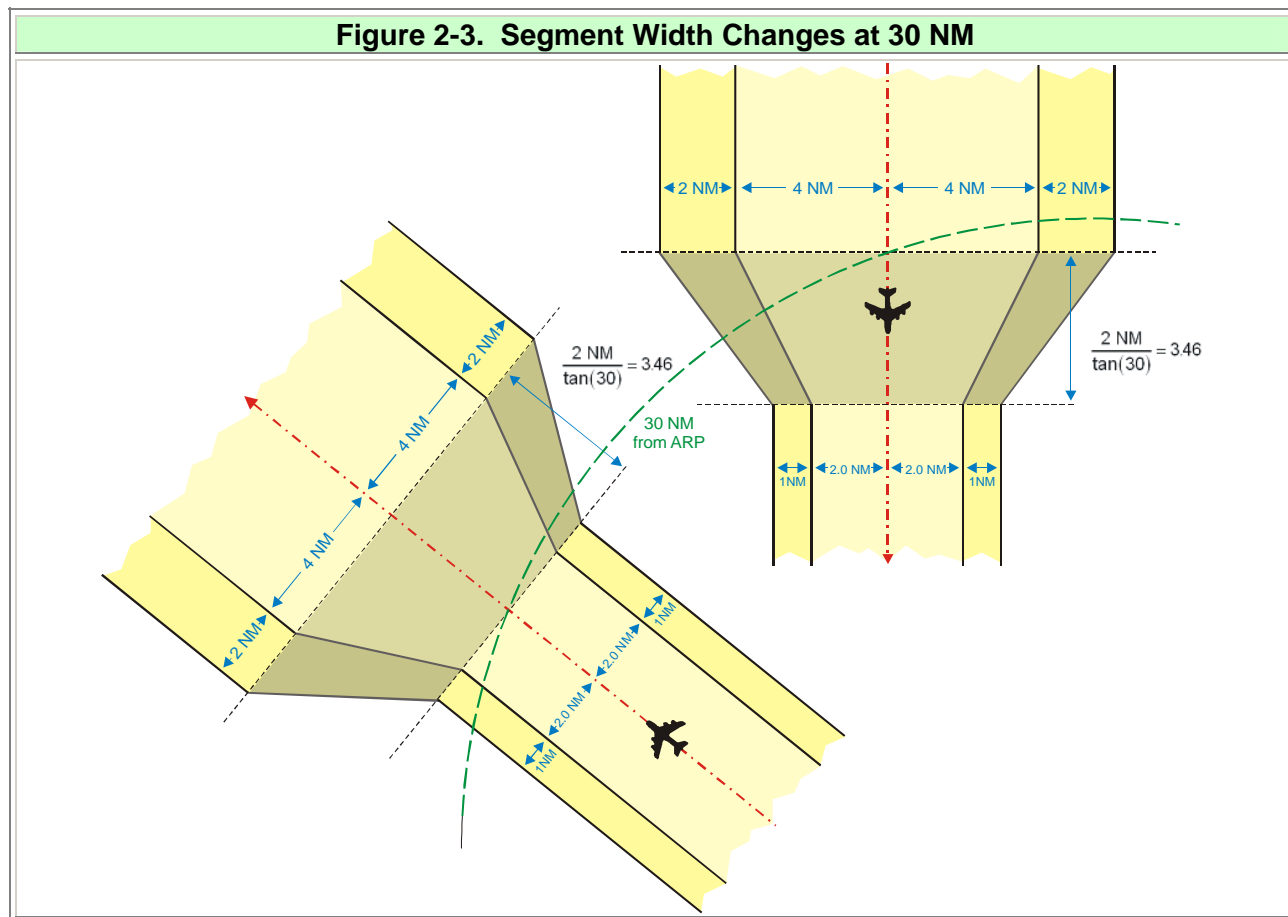 Figure 2-3. Segment Width Changes at 30 NM
2 NM
4 NM
4 NM
2 NM
2 NM
tan(30)
= 3.46
2.0 NM
2.0 NM
1NM
1NM
2 NM
4 NM
4 NM
2 NM
2 NM
tan(30)
= 3.46
30 NM
from ARP
1NM
2.0 NM
2.0 NM
1NM